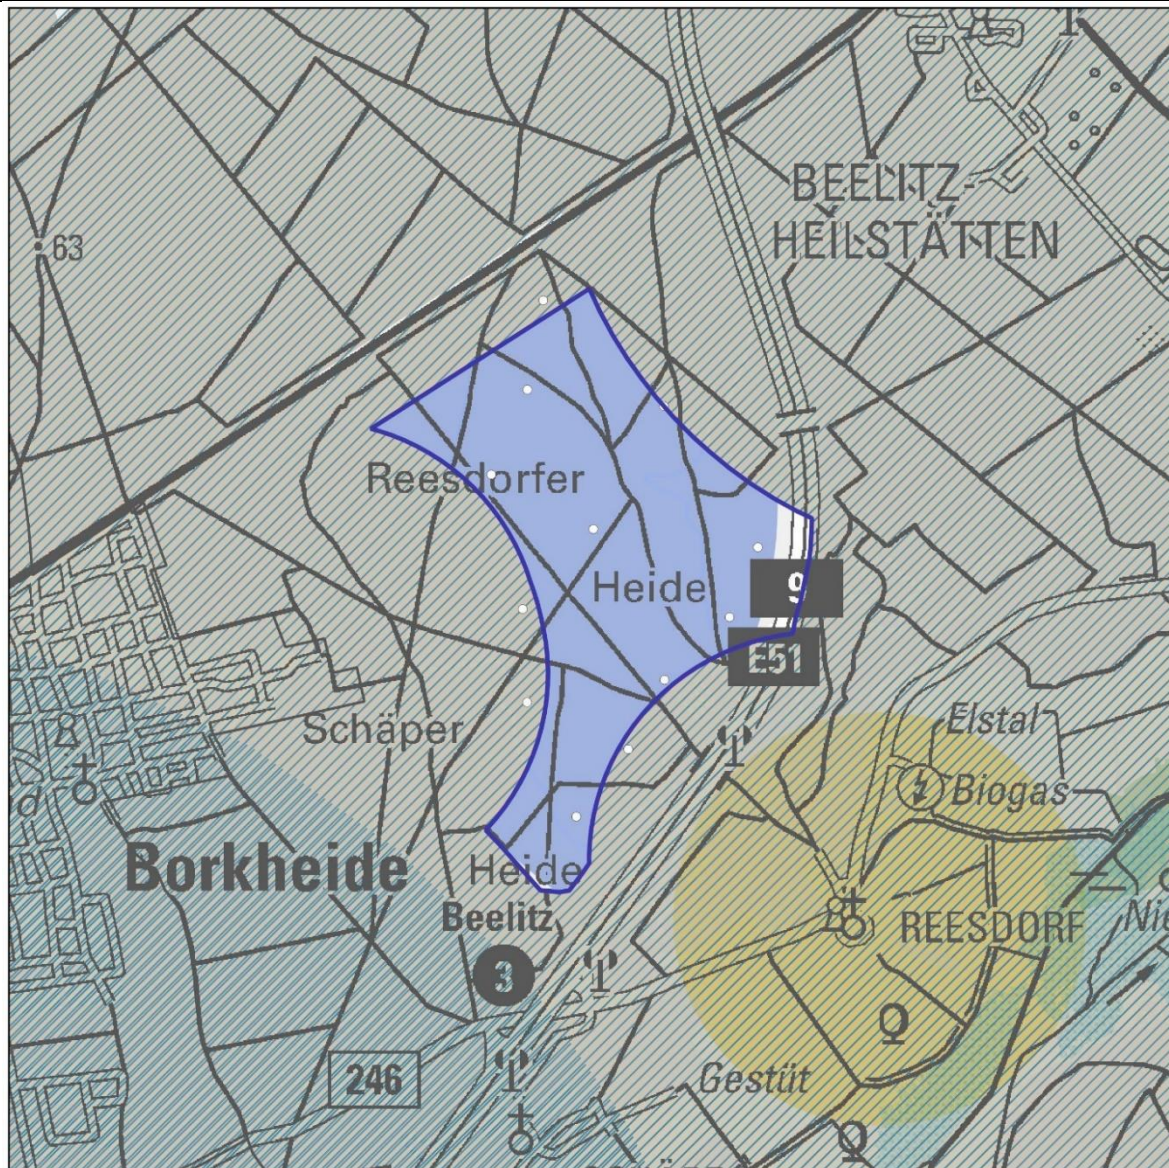 BEELITZ-
HEILSTÄTTEN
63
Reesdorfer
Heide
9
E51
Schäper
Elstal
Biogas
d
Borkheide
Heide
Beelitz
3
REESDORF
246
Gestüt